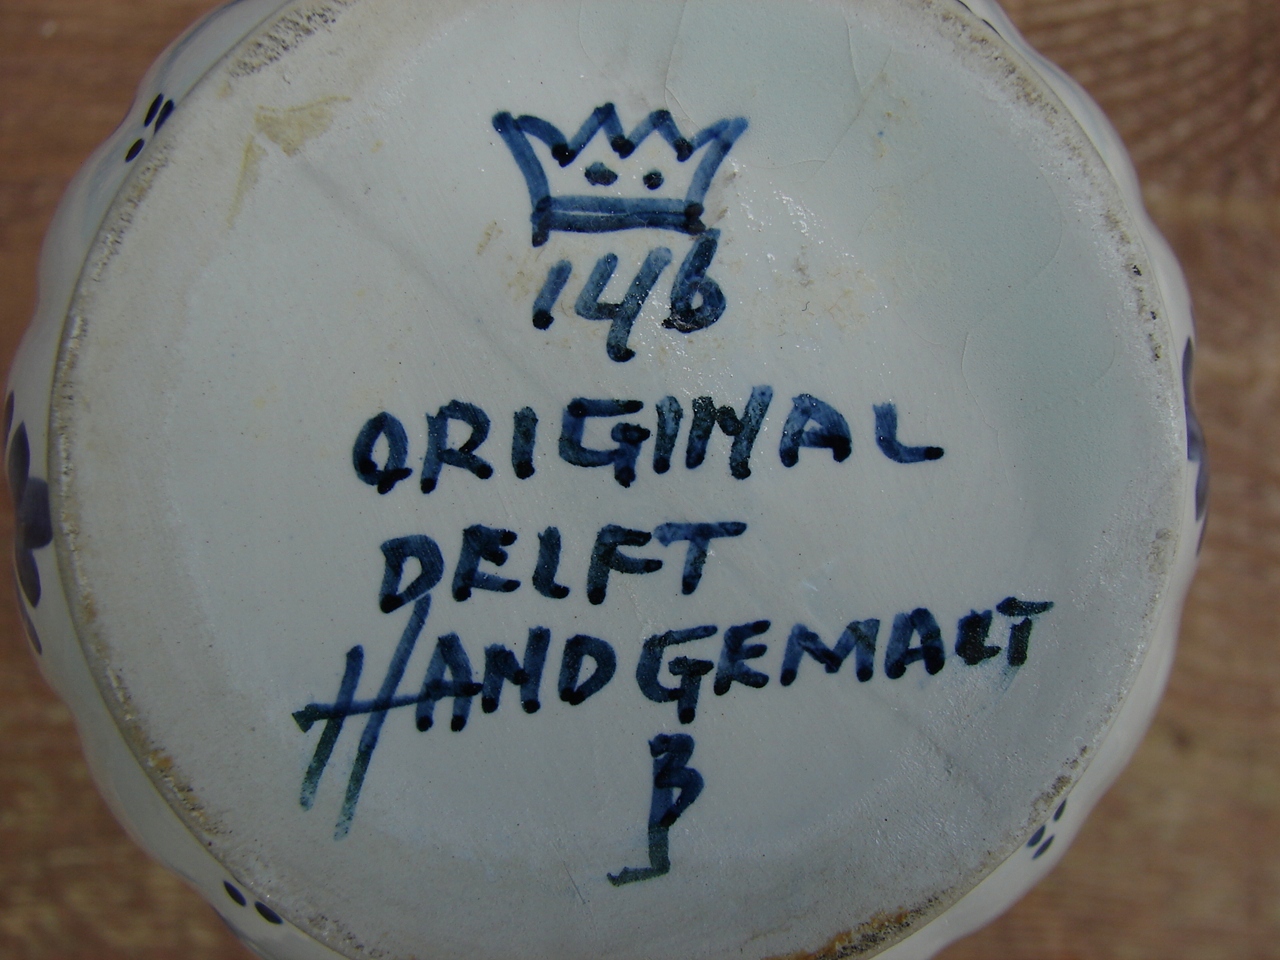 146
ORIGINAL
DELFT
HANDGEMALT
B